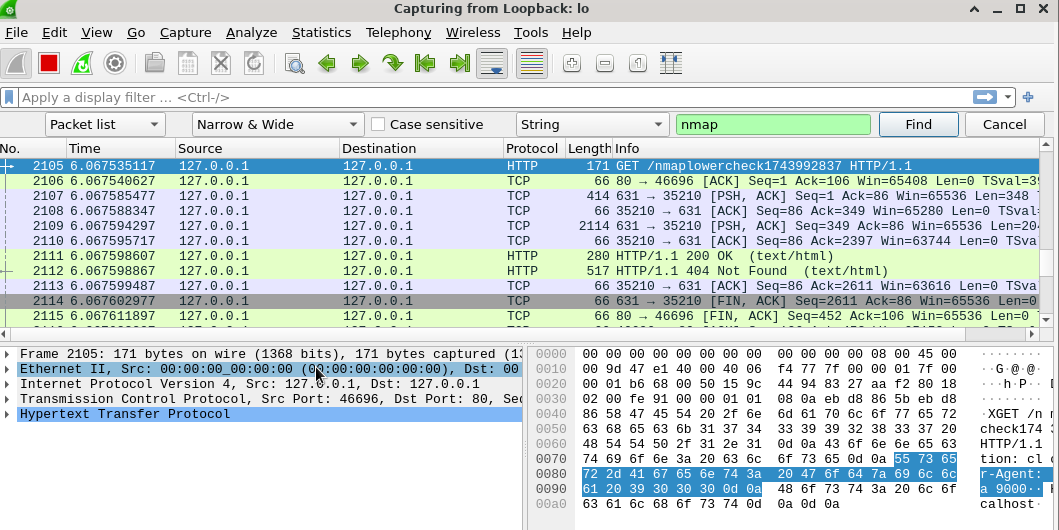 Capturing from Loopback: lo
File Edit View Go Capture Analyze Statistics Telephony Wireless Tools Help
Apply a display filter ... <Ctrl-/>
Packet list Narrow & Wide Case sensitive String nmap Find Cancel
No. Time Source Destination Protocol Length Info
2105 6.067535117 127.0.0.1 127.0.0.1 HTTP 171 GET /nmaplowercheck1743992837 HTTP/1.1
2106 6.067540627 127.0.0.1 127.0.0.1 TCP 66 80 → 46696 [ACK] Seq=1 Ack=106 Win=65408 Len=0 TSval=39
2107 6.067585477 127.0.0.1 127.0.0.1 TCP 414 631 → 35210 [PSH, ACK] Seq=1 Ack=86 Win=65536 Len=348
2108 6.067588347 127.0.0.1 127.0.0.1 TCP 66 35210 → 631 [ACK] Seq=86 Ack=349 Win=65280 Len=0 TSval=
2109 6.067594297 127.0.0.1 127.0.0.1 TCP 2114 631 → 35210 [PSH, ACK] Seq=349 Ack=86 Win=65536 Len=204
2110 6.067595717 127.0.0.1 127.0.0.1 TCP 66 35210 → 631 [ACK] Seq=86 Ack=2397 Win=63744 Len=0 TSva
2111 6.067598607 127.0.0.1 127.0.0.1 HTTP 280 HTTP/1.1 200 OK (text/html)
2112 6.067598867 127.0.0.1 127.0.0.1 HTTP 517 HTTP/1.1 404 Not Found (text/html)
2113 6.067599487 127.0.0.1 127.0.0.1 TCP 66 35210 → 631 [ACK] Seq=86 Ack=2611 Win=63616 Len=0 TSva
2114 6.067602977 127.0.0.1 127.0.0.1 TCP 66 631 → 35210 [FIN, ACK] Seq=2611 Ack=86 Win=65536 Len=0
2115 6.067611897 127.0.0.1 127.0.0.1 TCP 66 80 → 46696 [FIN, ACK] Seq=452 Ack=106 Win=65536 Len=0
Frame 2105: 171 bytes on wire (1368 bits), 171 bytes captured (13
Ethernet II, Src: 00:00:00_00:00:00 (00:00:00:00:00:00), Dst: 00
Internet Protocol Version 4, Src: 127.0.0.1, Dst: 127.0.0.1
Transmission Control Protocol, Src Port: 46696, Dst Port: 80, Seq
Hypertext Transfer Protocol
0000 00 00 00 00 00 00 00 00 00 00 00 00 08 00 45 00 ········
0010 00 9d 47 e1 40 00 40 06 f4 77 7f 00 00 01 7f 00 ··G·@·@·
0020 00 01 b6 68 00 50 15 9c 44 94 83 27 aa f2 80 18 ···h·P··
0030 02 00 fe 91 00 00 01 01 08 0a eb d8 86 5b eb d8 ········
0040 86 58 47 45 54 20 2f 6e 6d 61 70 6c 6f 77 65 72 ·XGET /n
0050 63 68 65 63 6b 31 37 34 33 39 39 32 38 33 37 20 check174
0060 48 54 54 50 2f 31 2e 31 0d 0a 43 6f 6e 6e 65 63 HTTP/1.1
0070 74 69 6f 6e 3a 20 63 6c 6f 73 65 0d 0a 55 73 65 tion: cl
0080 72 2d 41 67 65 6e 74 3a 20 47 6f 64 7a 69 6c 6c r-Agent:
0090 61 20 39 30 30 30 0d 0a 48 6f 73 74 3a 20 6c 6f a 9000··
00a0 63 61 6c 68 6f 73 74 0d 0a 0d 0a calhost·